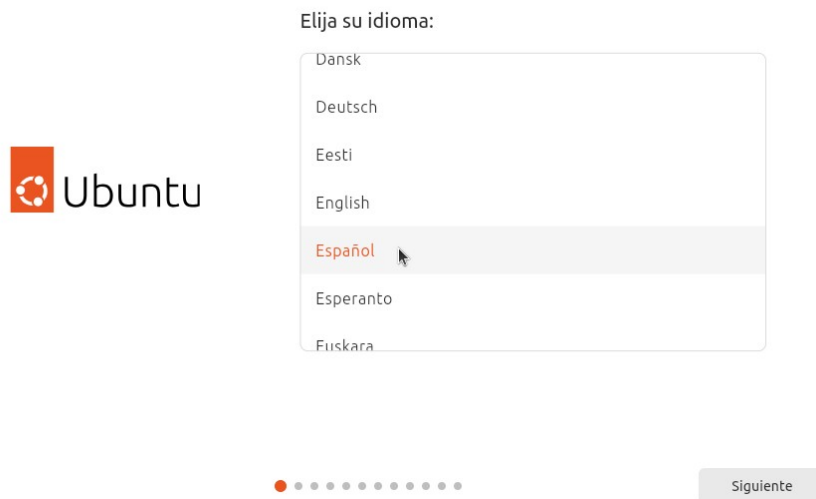 Elija su idioma:
Dansk
Deutsch
Eesti
English
Español
Esperanto
Euskara
Ubuntu
Siguiente